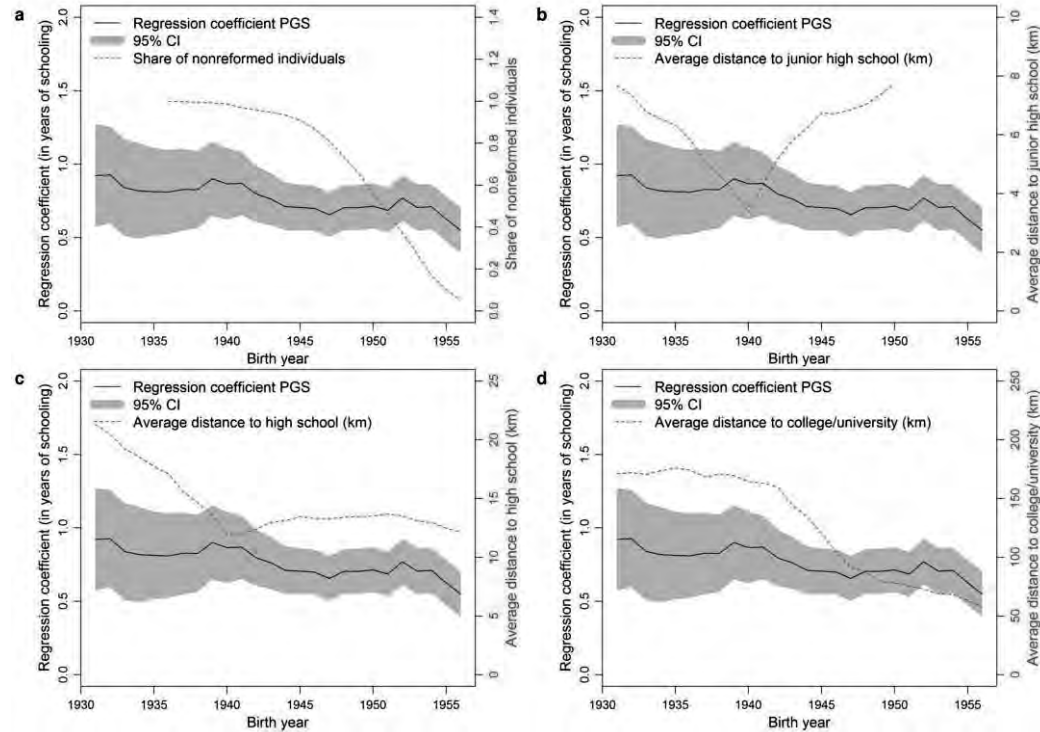 a
Regression coefficient PGS
95% CI
Share of nonreformed individuals
Regression coefficient (in years of schooling)
0.0 0.5 1.0 1.5 2.0
Share of nonreformed individuals
0.0 0.2 0.4 0.6 0.8 1.0 1.2 1.4
1930 1935 1940 1945 1950 1955
Birth year
b
Regression coefficient PGS
95% CI
Average distance to junior high school (km)
Regression coefficient (in years of schooling)
0.0 0.5 1.0 1.5 2.0
Average distance to junior high school (km)
0 2 4 6 8 10
1930 1935 1940 1945 1950 1955
Birth year
c
Regression coefficient PGS
95% CI
Average distance to high school (km)
Regression coefficient (in years of schooling)
0.0 0.5 1.0 1.5 2.0
Average distance to high school (km)
0 5 10 15 20 25
1930 1935 1940 1945 1950 1955
Birth year
d
Regression coefficient PGS
95% CI
Average distance to college/university (km)
Regression coefficient (in years of schooling)
0.0 0.5 1.0 1.5 2.0
Average distance to college/university (km)
0 50 100 150 200 250
1930 1935 1940 1945 1950 1955
Birth year